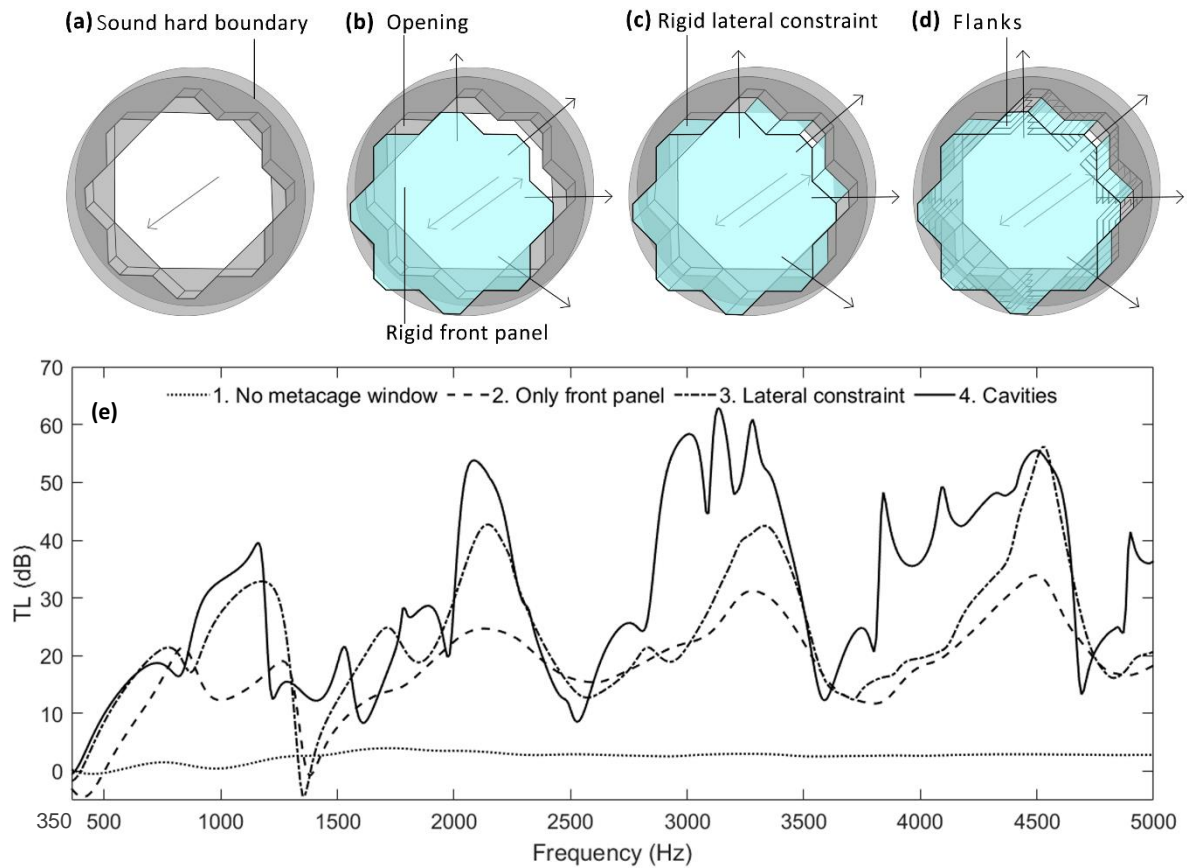 (a) Sound hard boundary
(b) Opening
(c) Rigid lateral constraint
(d) Flanks
Rigid front panel
70
60
50
40
30
20
10
0
TL (dB)
(e)
1. No metacage window
2. Only front panel
3. Lateral constraint
4. Cavities
350 500 1000 1500 2000 2500 3000 3500 4000 4500 5000
Frequency (Hz)